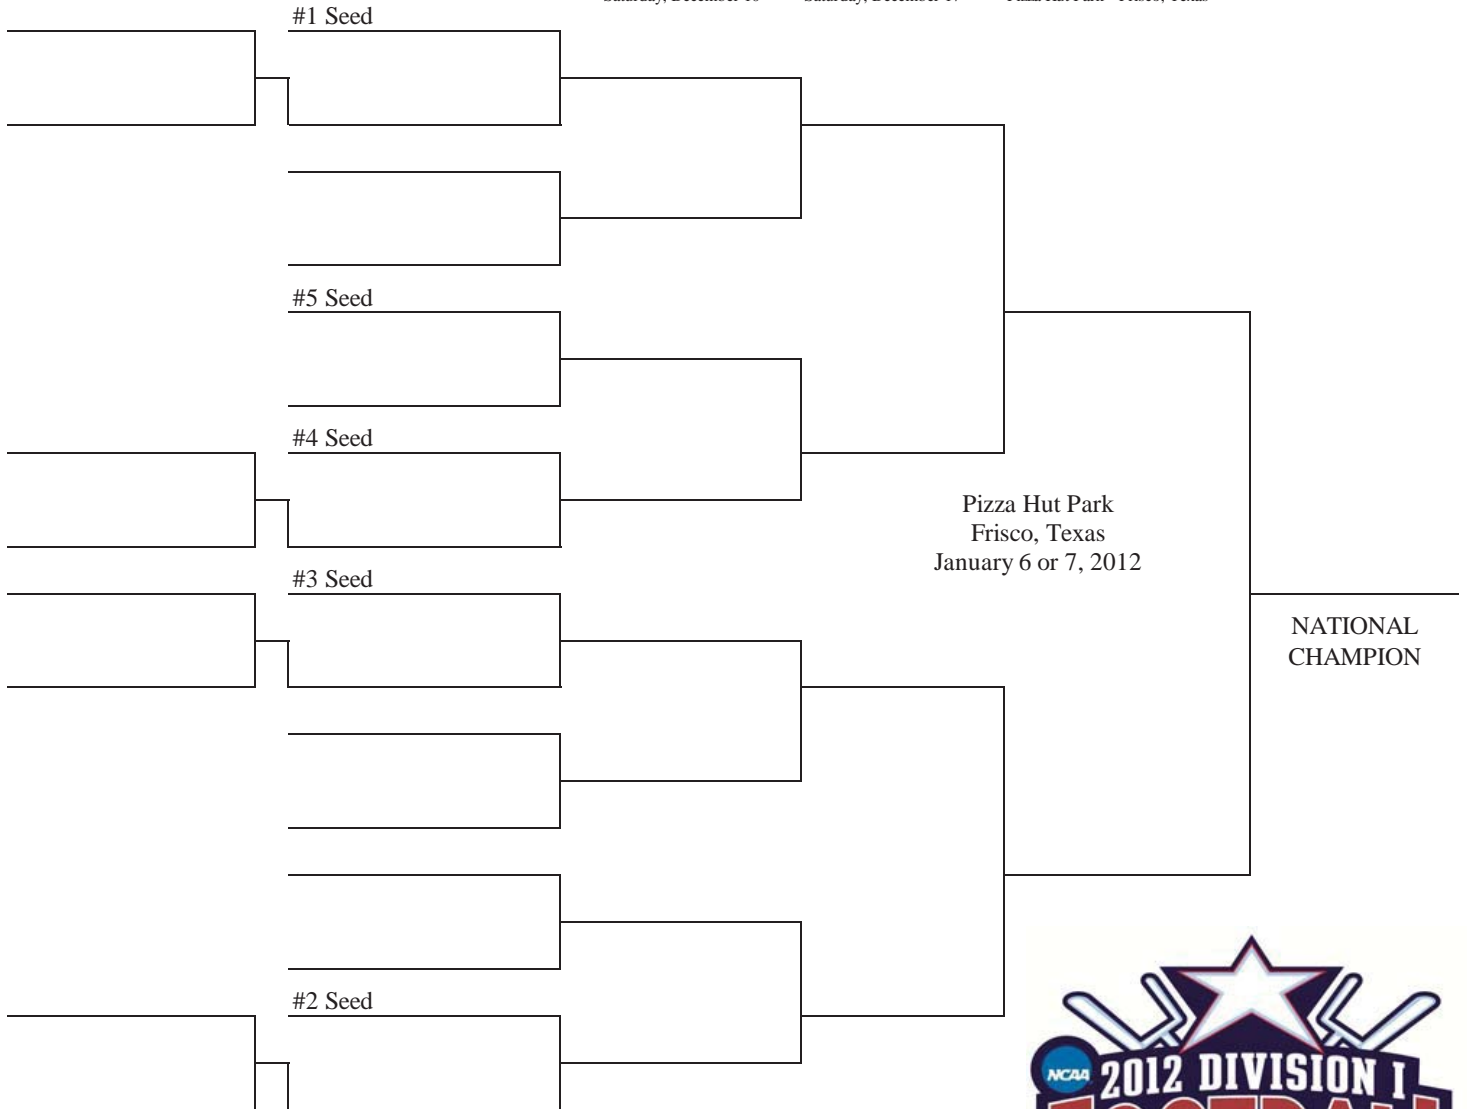 #1 Seed
#5 Seed
#4 Seed
Pizza Hut Park
Frisco, Texas
January 6 or 7, 2012
#3 Seed
NATIONAL
CHAMPION
#2 Seed
NCAA
2012 DIVISION I
FOOTBALL